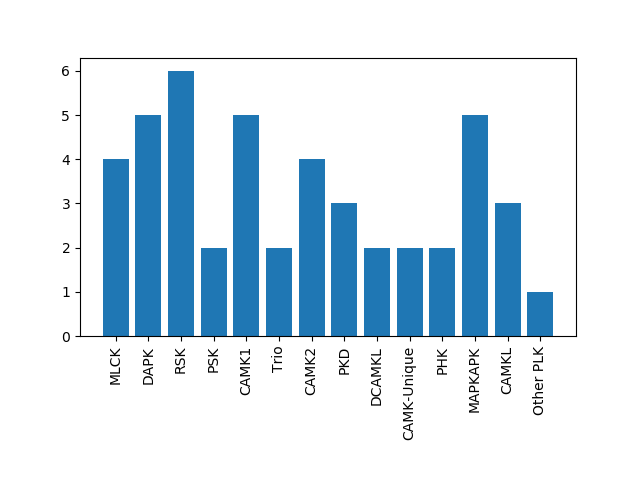 6
5
4
3
2
1
0
MLCK
DAPK
RSK
PSK
CAMK1
Trio
CAMK2
PKD
DCAMKL
CAMK-Unique
PHK
MAPKAPK
CAMKL
Other PLK